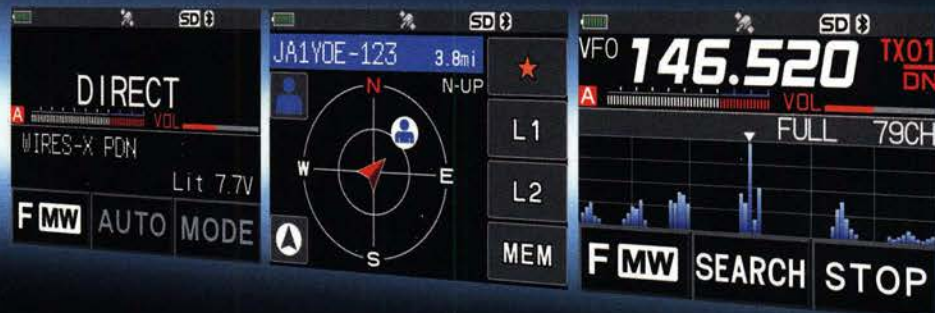 SD
DIRECT
A
VOL
WIRES-X PDN
Lit 7.7V
F MW AUTO MODE
SD
JA1YOE-123 3.8mi
N N-UP
W E
S
★
L1
L2
MEM
SD
VFO 146.520 TX01
DN
A VOL
FULL 79CH
F MW SEARCH STOP